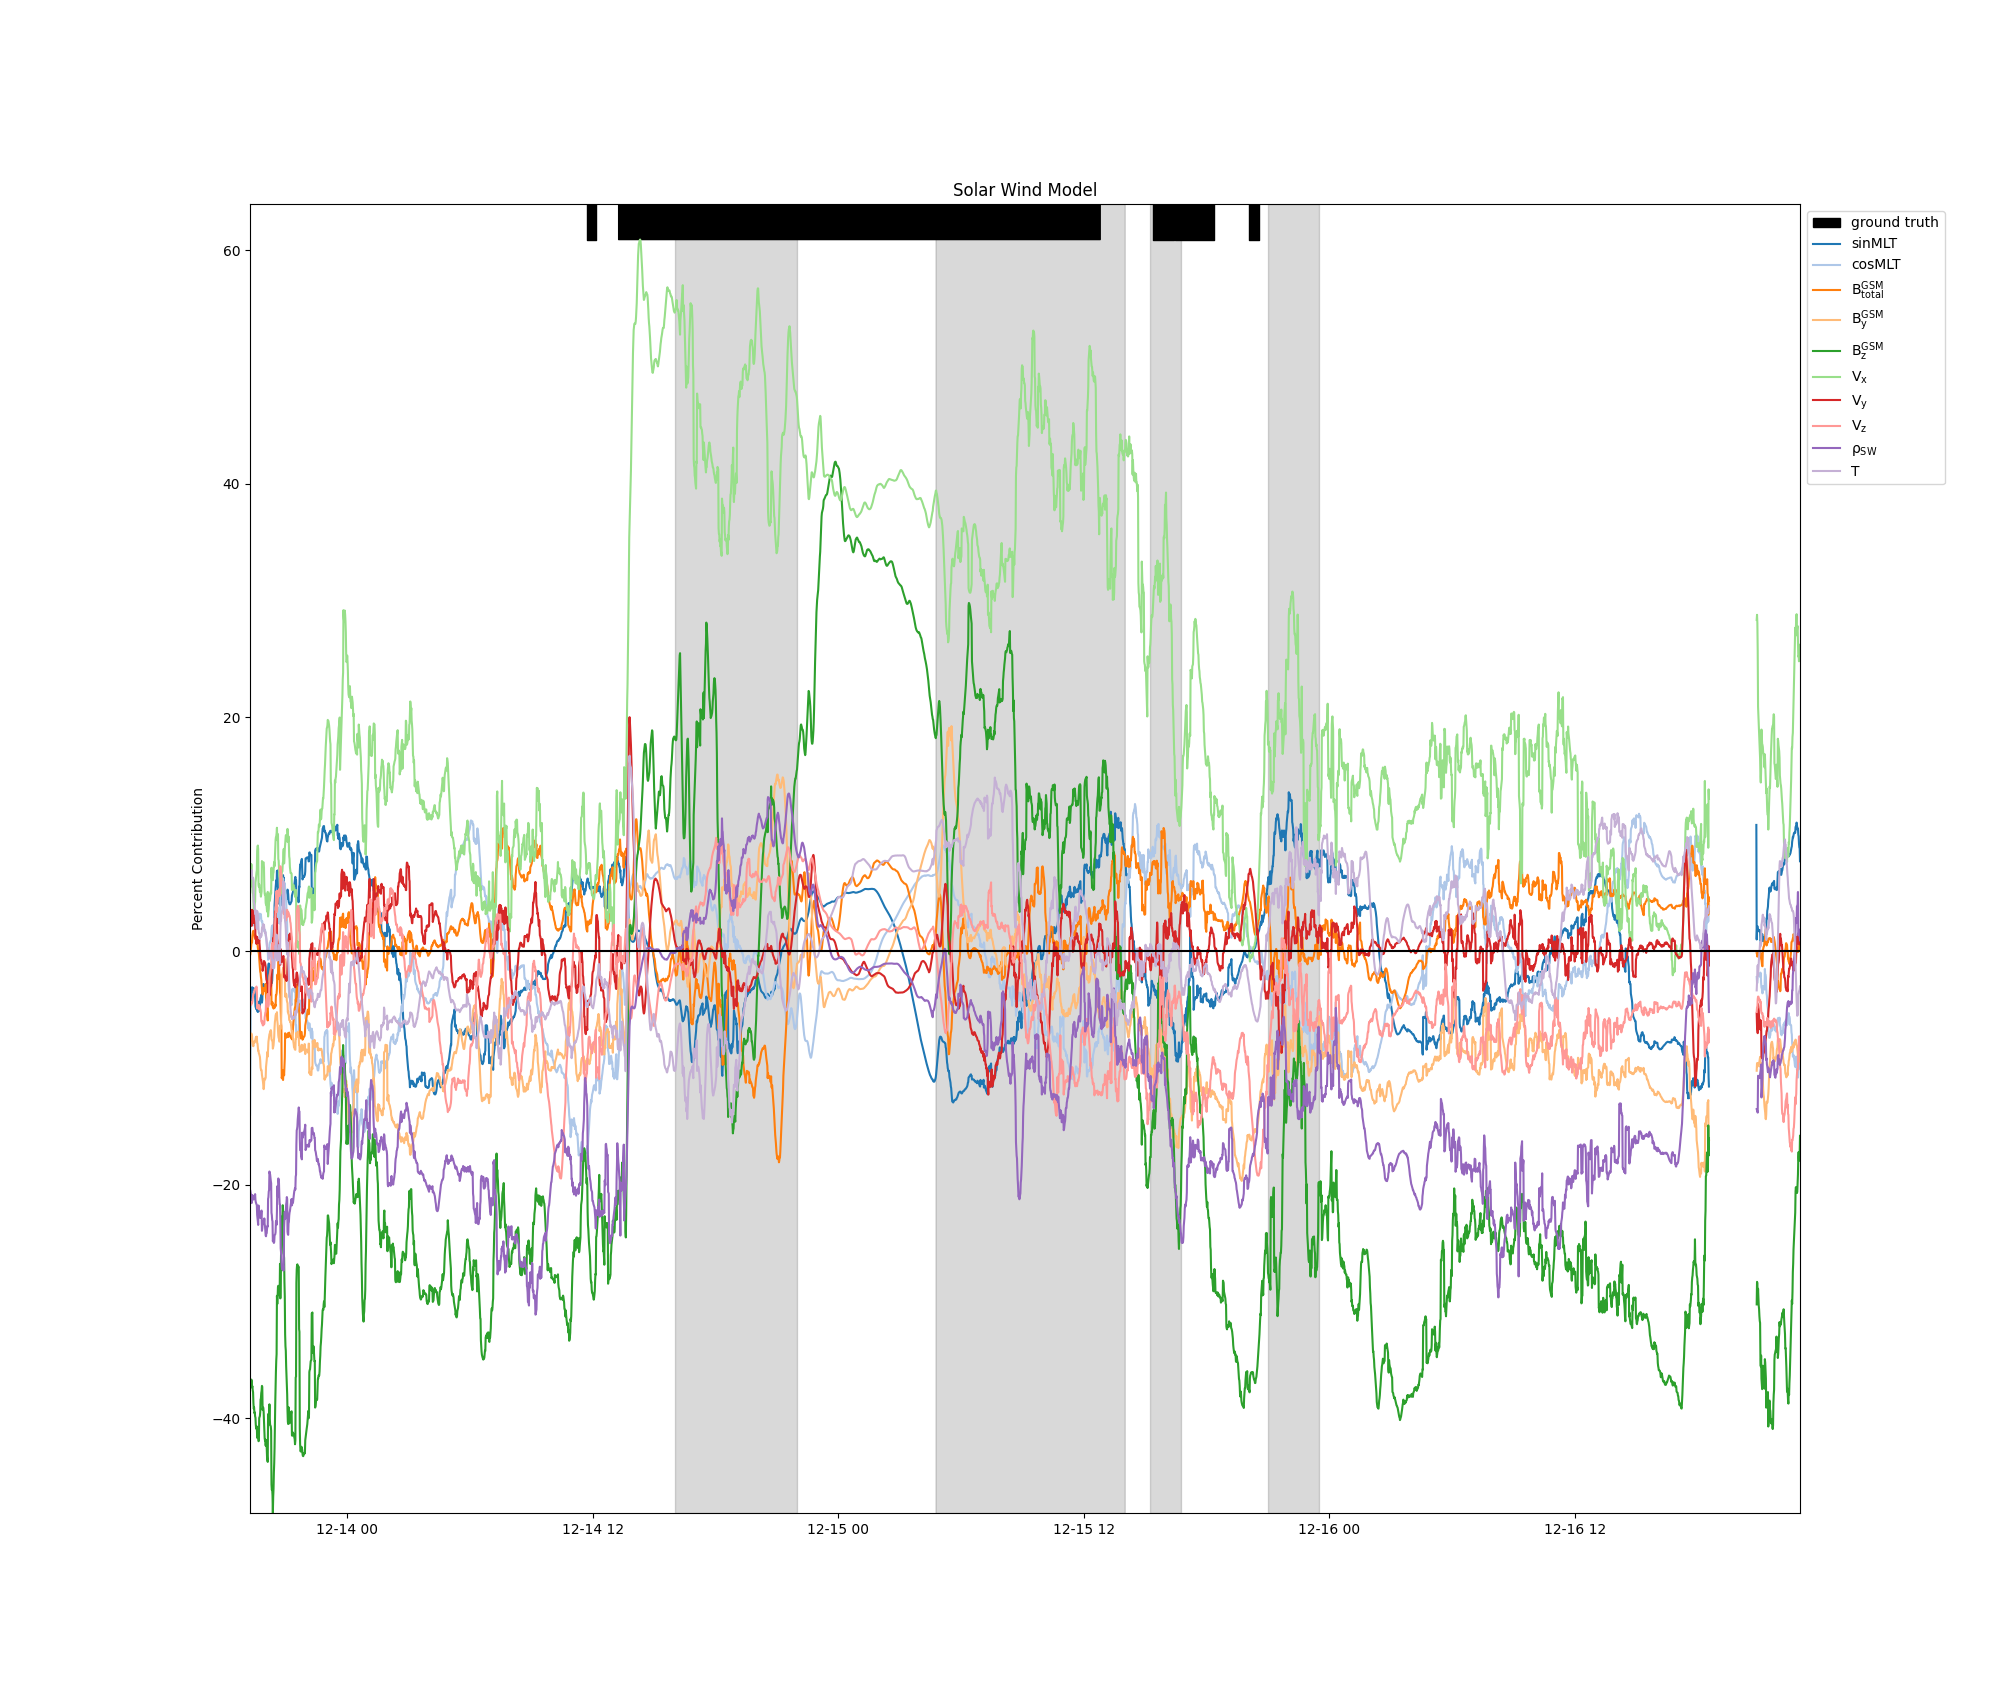 Solar Wind Model
Percent Contribution
60
40
20
0
−20
−40
12-14 00
12-14 12
12-15 00
12-15 12
12-16 00
12-16 12
ground truth
sinMLT
cosMLT
B_total^GSM
B_y^GSM
B_z^GSM
V_x
V_y
V_z
ρ_SW
T